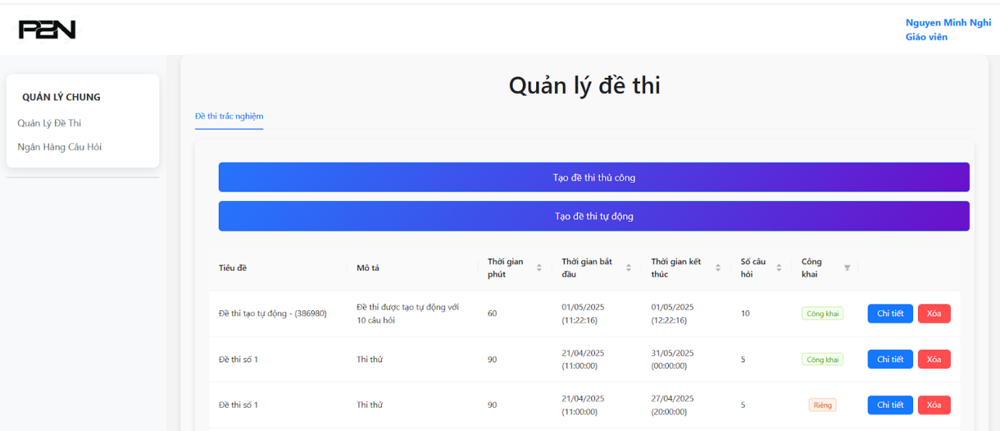 P2N
Nguyen Minh Nghi
Giáo viên
QUẢN LÝ CHUNG
Quản Lý Đề Thi
Ngân Hàng Câu Hỏi
Quản lý đề thi
Đề thi trắc nghiệm
Tạo đề thi thủ công
Tạo đề thi tự động
Tiêu đề Mô tả Thời gian phút Thời gian bắt đầu Thời gian kết thúc Số câu hỏi Công khai
Đề thi tạo tự động - (386980) Đề thi được tạo tự động với 10 câu hỏi 60 01/05/2025 (11:22:16) 01/05/2025 (12:22:16) 10 Công khai Chi tiết Xóa
Đề thi số 1 Thi thử 90 21/04/2025 (11:00:00) 31/05/2025 (00:00:00) 5 Công khai Chi tiết Xóa
Đề thi số 1 Thi thử 90 21/04/2025 (11:00:00) 27/04/2025 (20:00:00) 5 Riêng Chi tiết Xóa